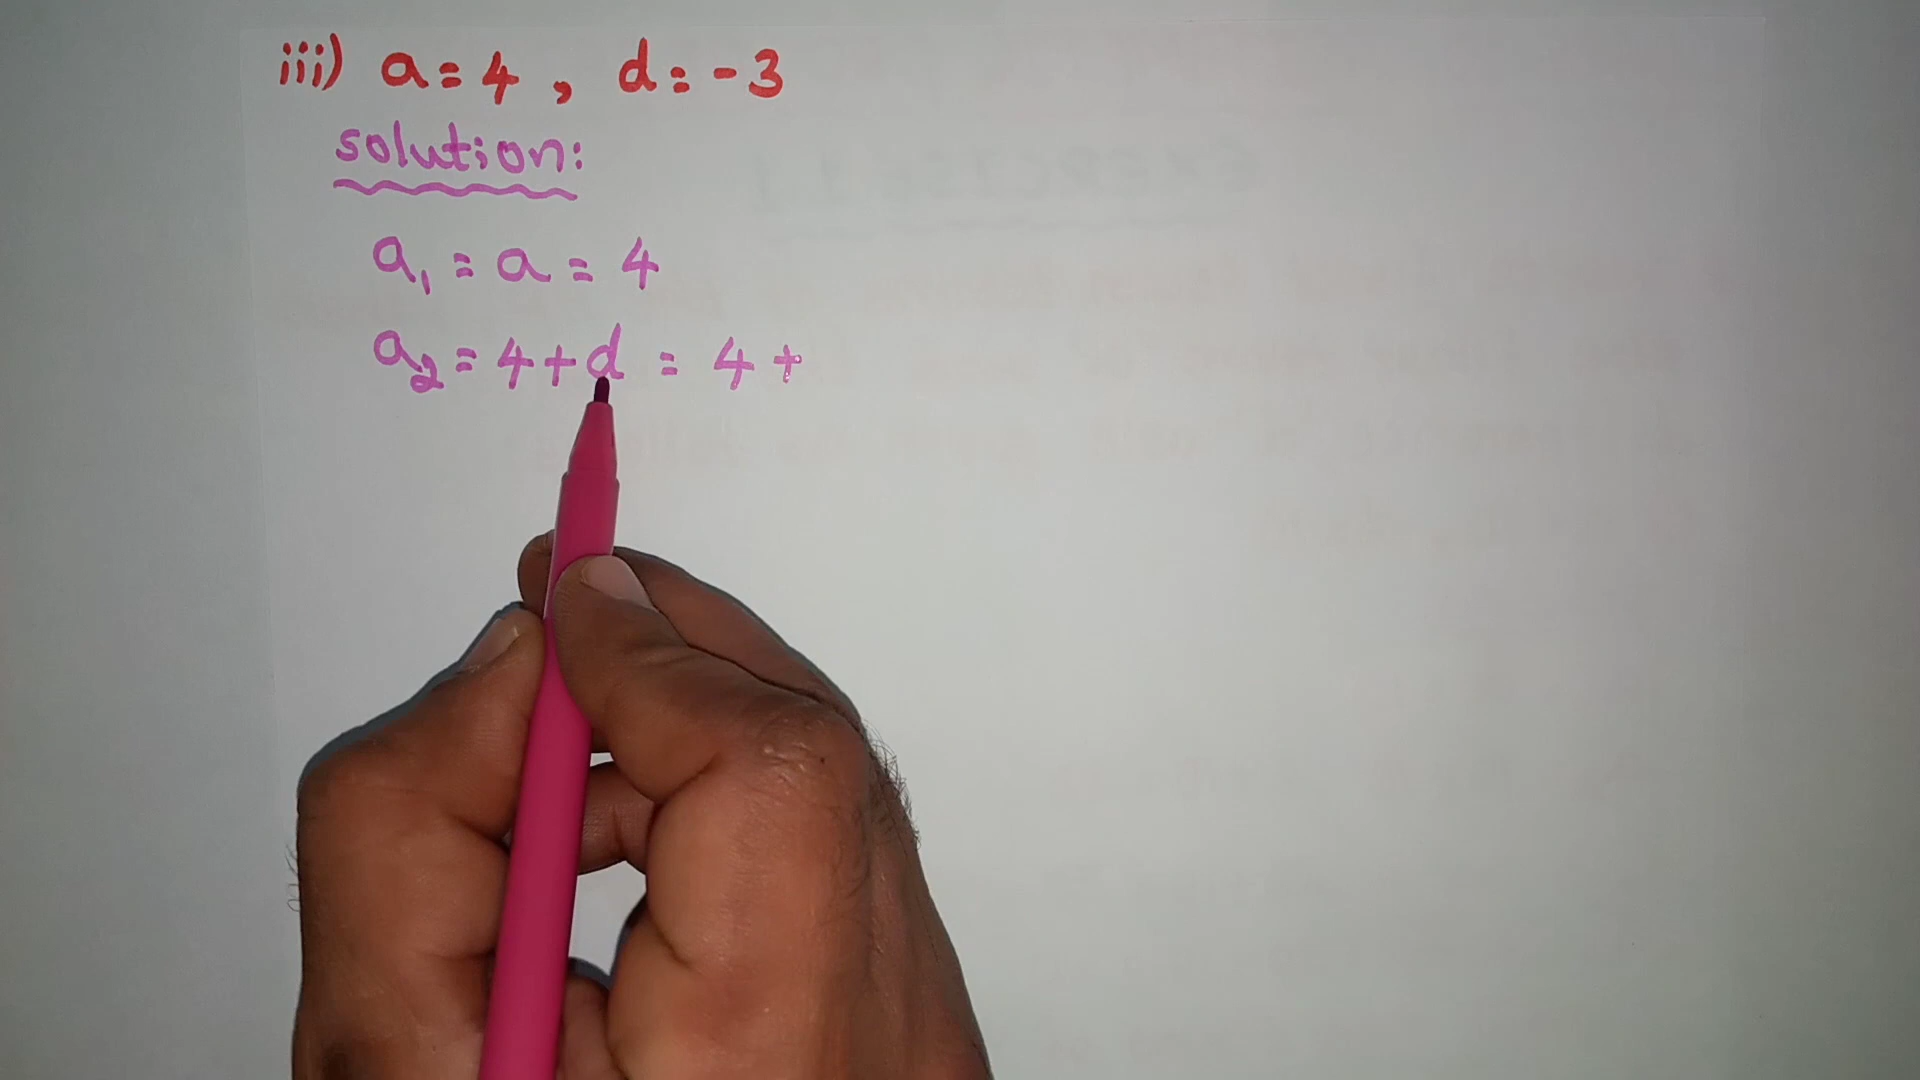 iii) a = 4 , d = -3
solution:
a₁ = a = 4
a₂ = 4 + d = 4 +